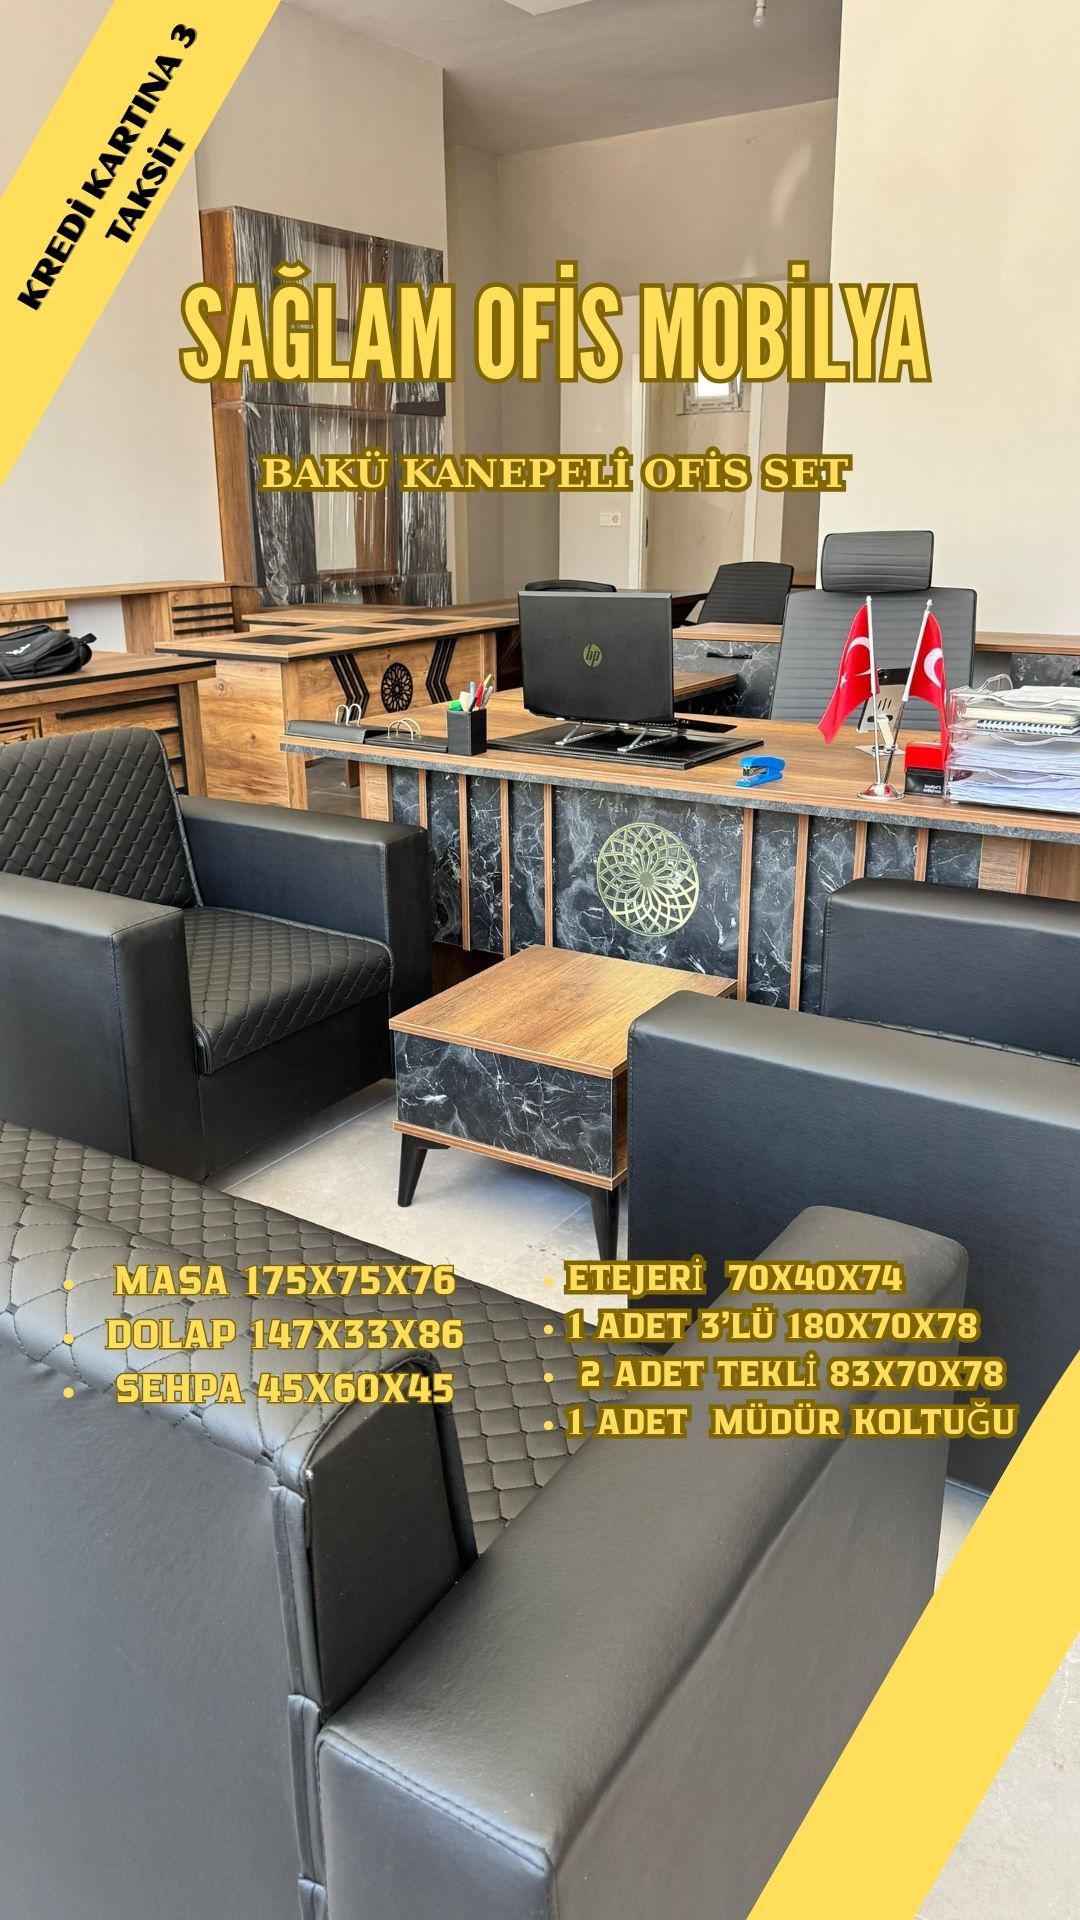 KREDİ KARTINA 3
TAKSİT
SAĞLAM OFİS MOBİLYA
BAKÜ KANEPELİ OFİS SET
hp
• MASA 175X75X76
• DOLAP 147X33X86
• SEHPA 45X60X45
• ETEJERİ 70X40X74
• 1 ADET 3'LÜ 180X70X78
• 2 ADET TEKLİ 83X70X78
• 1 ADET MÜDÜR KOLTUĞU